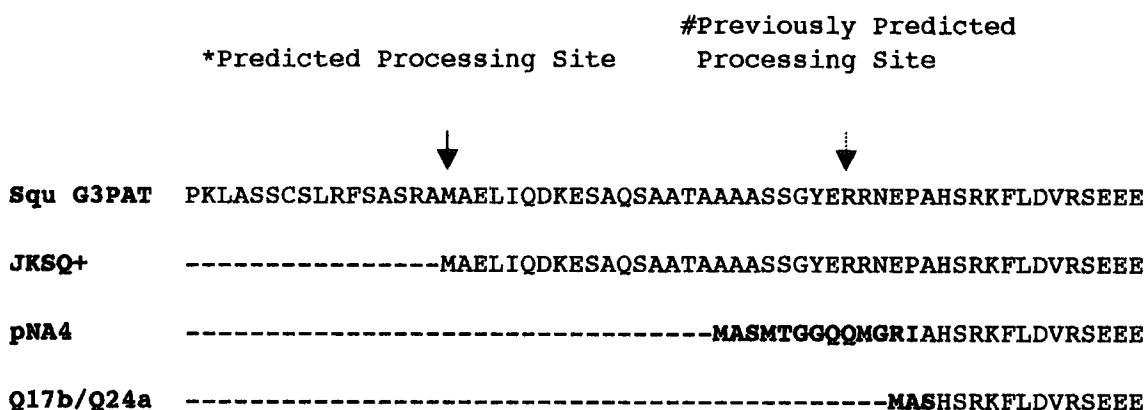 #Previously Predicted
*Predicted Processing Site Processing Site
Squ G3PAT PKLASSCSLRFSASRAMAELIQDKESAQSAATAAAASSGYERRNEPAHSRKFLDVRSEEE
JKSQ+ ----------------MAELIQDKESAQSAATAAAASSGYERRNEPAHSRKFLDVRSEEE
pNA4 ---------------------------------MASMTGGQQMGRIAHSRKFLDVRSEEE
Q17b/Q24a --------------------------------------------MASHSRKFLDVRSEEE